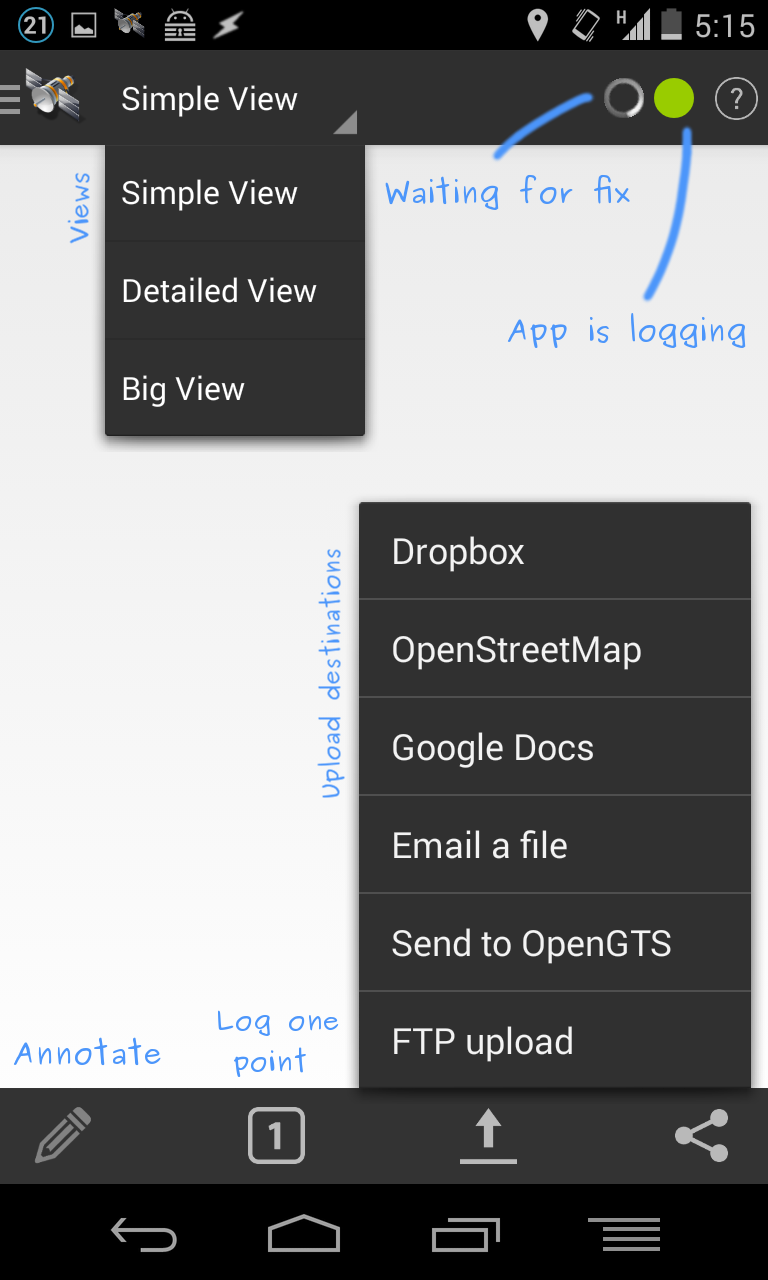 21
H
5:15
Simple View
?
Views
Simple View
Waiting for fix
Detailed View
App is logging
Big View
Upload destinations
Dropbox
OpenStreetMap
Google Docs
Email a file
Send to OpenGTS
FTP upload
Annotate
Log one
point
1